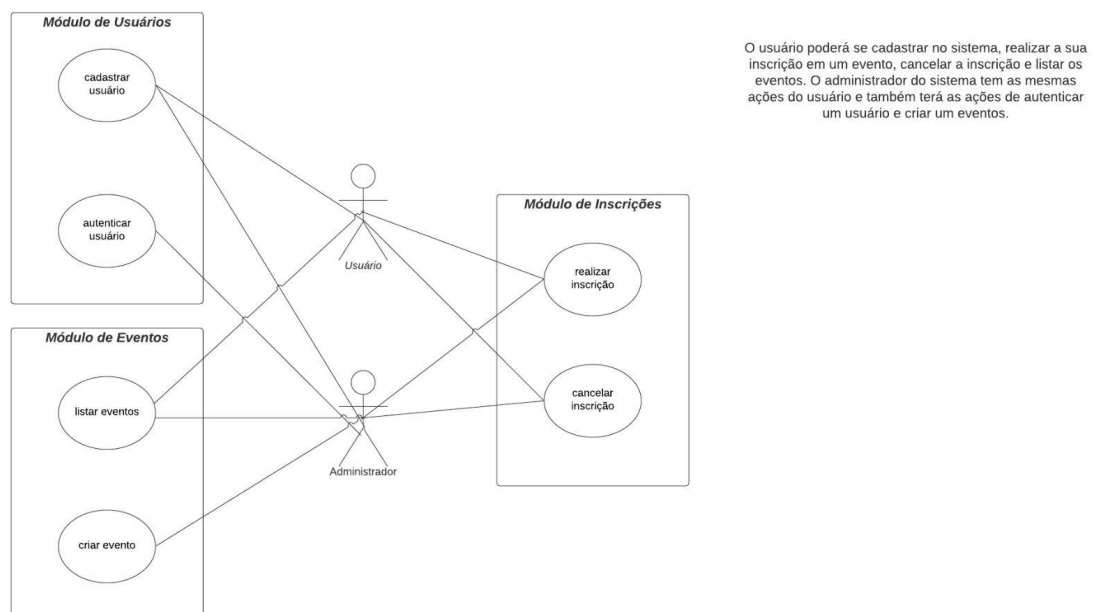 Módulo de Usuários
cadastrar
usuário
autenticar
usuário
Módulo de Eventos
listar eventos
criar evento
Usuário
Administrador
Módulo de Inscrições
realizar
inscrição
cancelar
inscrição
O usuário poderá se cadastrar no sistema, realizar a sua
inscrição em um evento, cancelar a inscrição e listar os
eventos. O administrador do sistema tem as mesmas
ações do usuário e também terá as ações de autenticar
um usuário e criar um eventos.